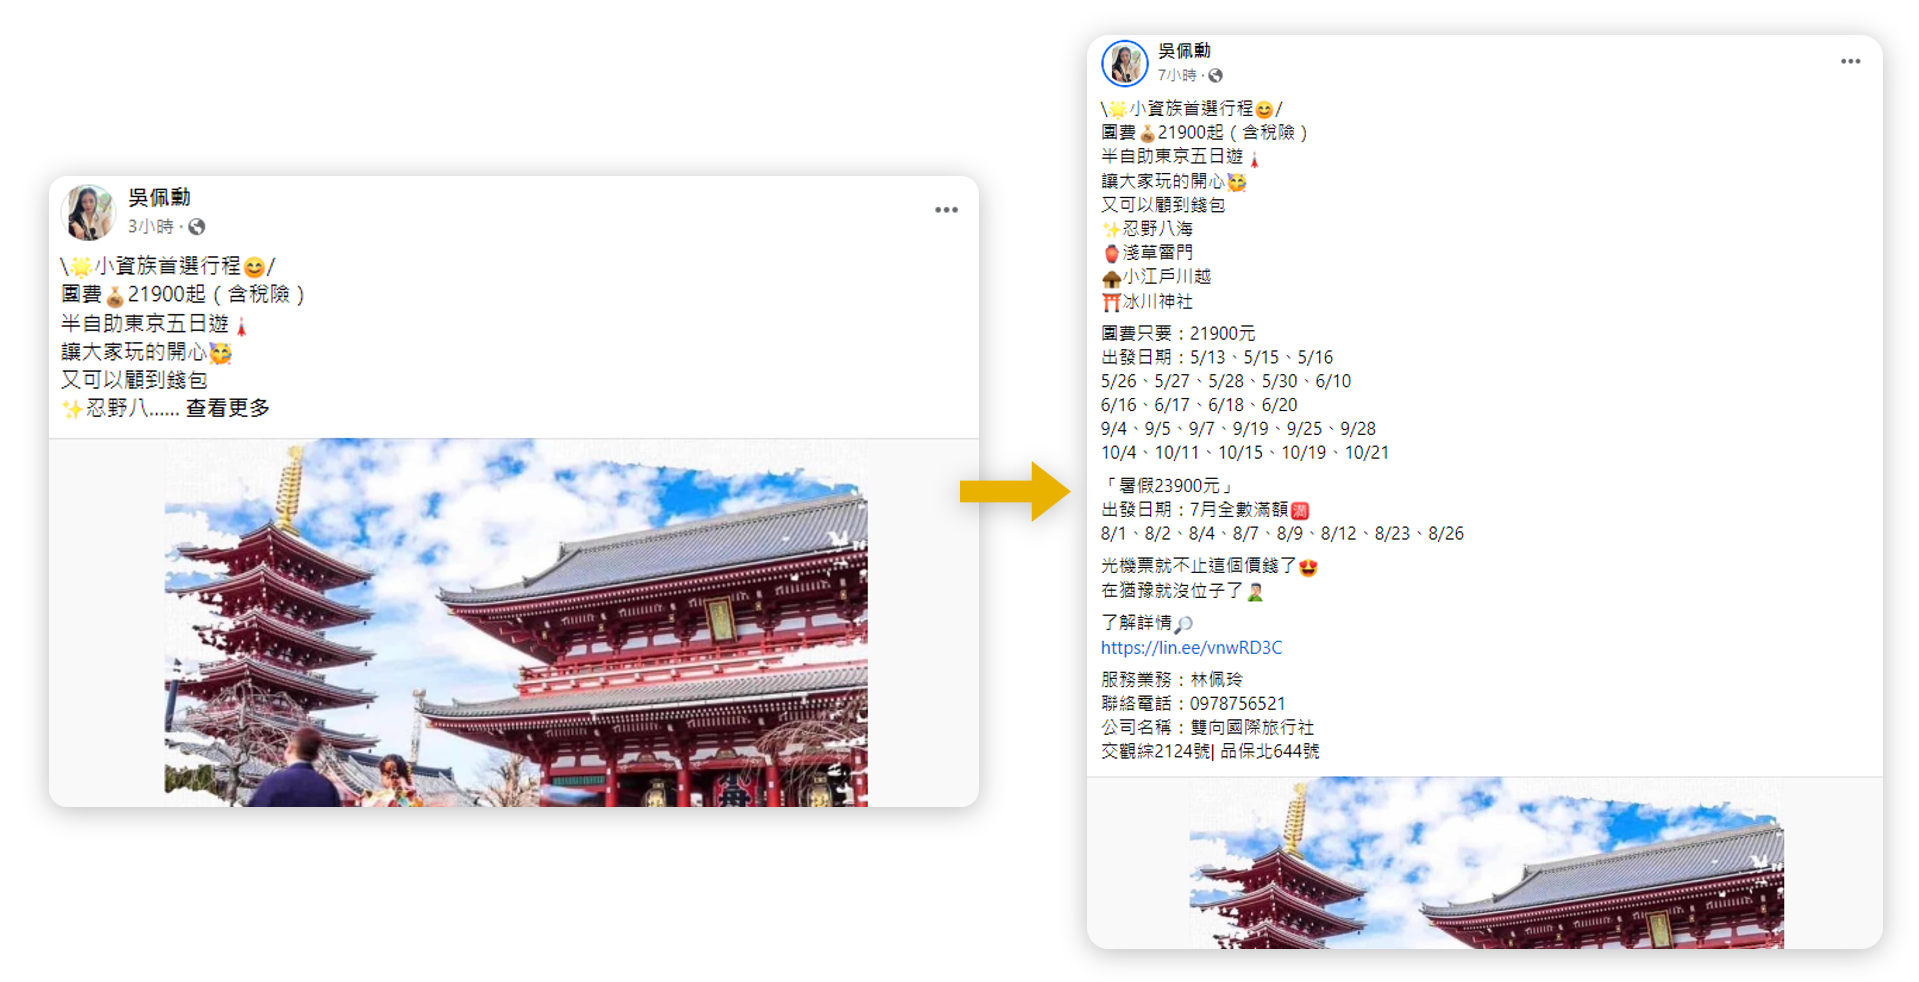 吳佩勳
3小時
\🌟小資族首選行程😊/
團費💰21900起（含稅險）
半自助東京五日遊🗼
讓大家玩的開心🥳
又可以顧到錢包
✨忍野八...... 查看更多
吳佩勳
7小時
\🌟小資族首選行程😊/
團費💰21900起（含稅險）
半自助東京五日遊🗼
讓大家玩的開心🥳
又可以顧到錢包
✨忍野八海
🏮淺草雷門
🛖小江戶川越
⛩️冰川神社
團費只要：21900元
出發日期：5/13、5/15、5/16
5/26、5/27、5/28、5/30、6/10
6/16、6/17、6/18、6/20
9/4、9/5、9/7、9/19、9/25、9/28
10/4、10/11、10/15、10/19、10/21
「暑假23900元」
出發日期：7月全數滿額🈵
8/1、8/2、8/4、8/7、8/9、8/12、8/23、8/26
光機票就不止這個價錢了😍
在猶豫就沒位子了🤦🏻‍♂️
了解詳情🔎
https://lin.ee/vnwRD3C
服務業務：林佩玲
聯絡電話：0978756521
公司名稱：雙向國際旅行社
交觀綜2124號| 品保北644號